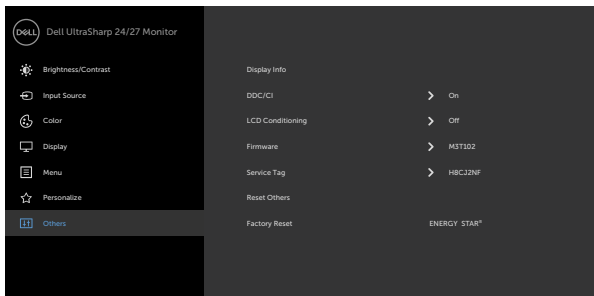 DELL Dell UltraSharp 24/27 Monitor
Brightness/Contrast Display Info
Input Source DDC/CI On
Color LCD Conditioning Off
Display Firmware M3T102
Menu Service Tag H8CJ2NF
Personalize Reset Others
Others Factory Reset ENERGY STAR®